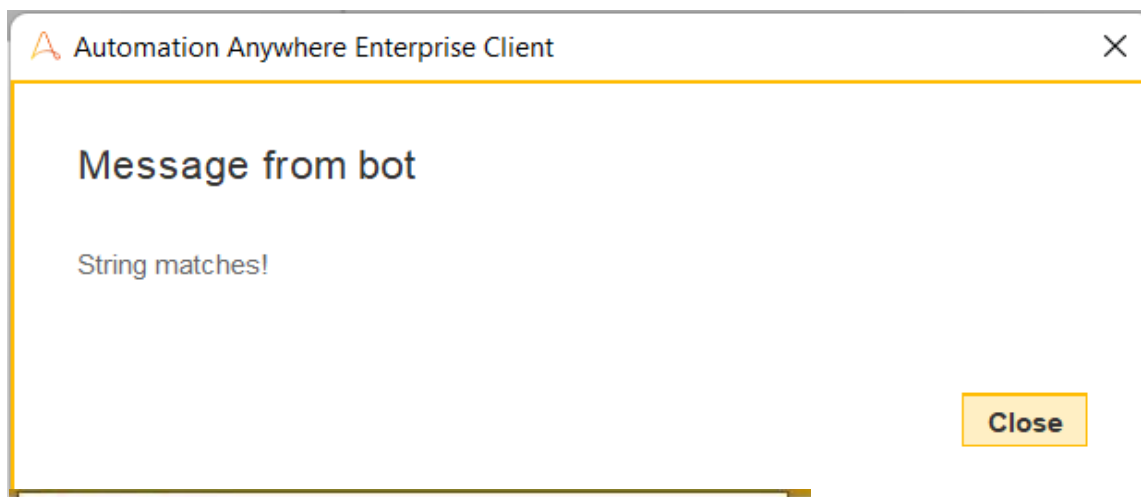 Automation Anywhere Enterprise Client
Message from bot
String matches!
Close